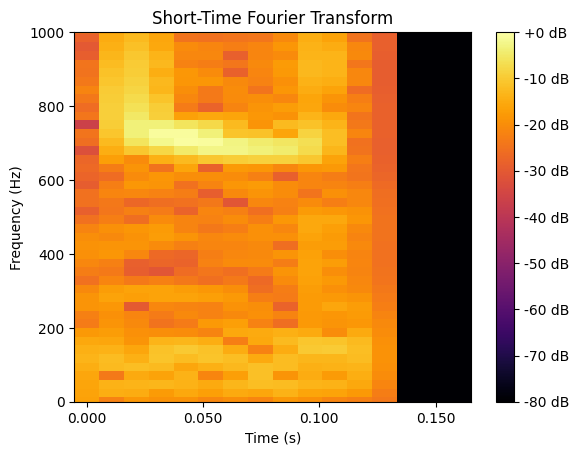 Short-Time Fourier Transform
1000
800
600
400
200
0
Frequency (Hz)
0.000
0.050
0.100
0.150
Time (s)
+0 dB
-10 dB
-20 dB
-30 dB
-40 dB
-50 dB
-60 dB
-70 dB
-80 dB